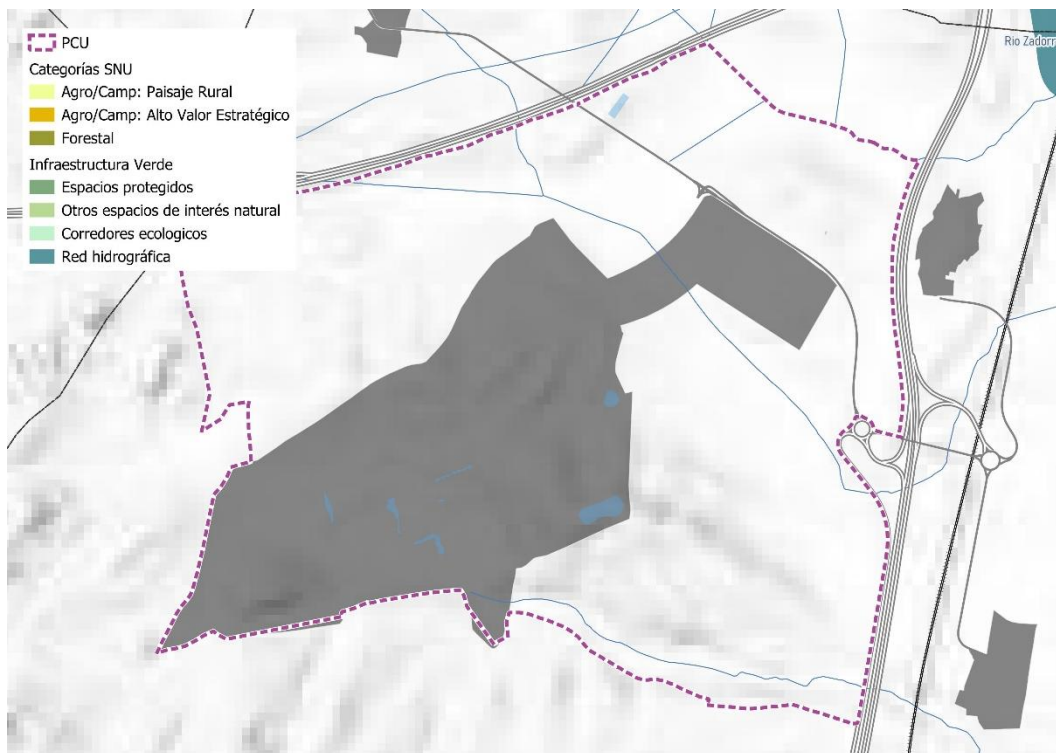 PCU
Categorías SNU
Agro/Camp: Paisaje Rural
Agro/Camp: Alto Valor Estratégico
Forestal
Infraestructura Verde
Espacios protegidos
Otros espacios de interés natural
Corredores ecologicos
Red hidrográfica
Rio Zadorr